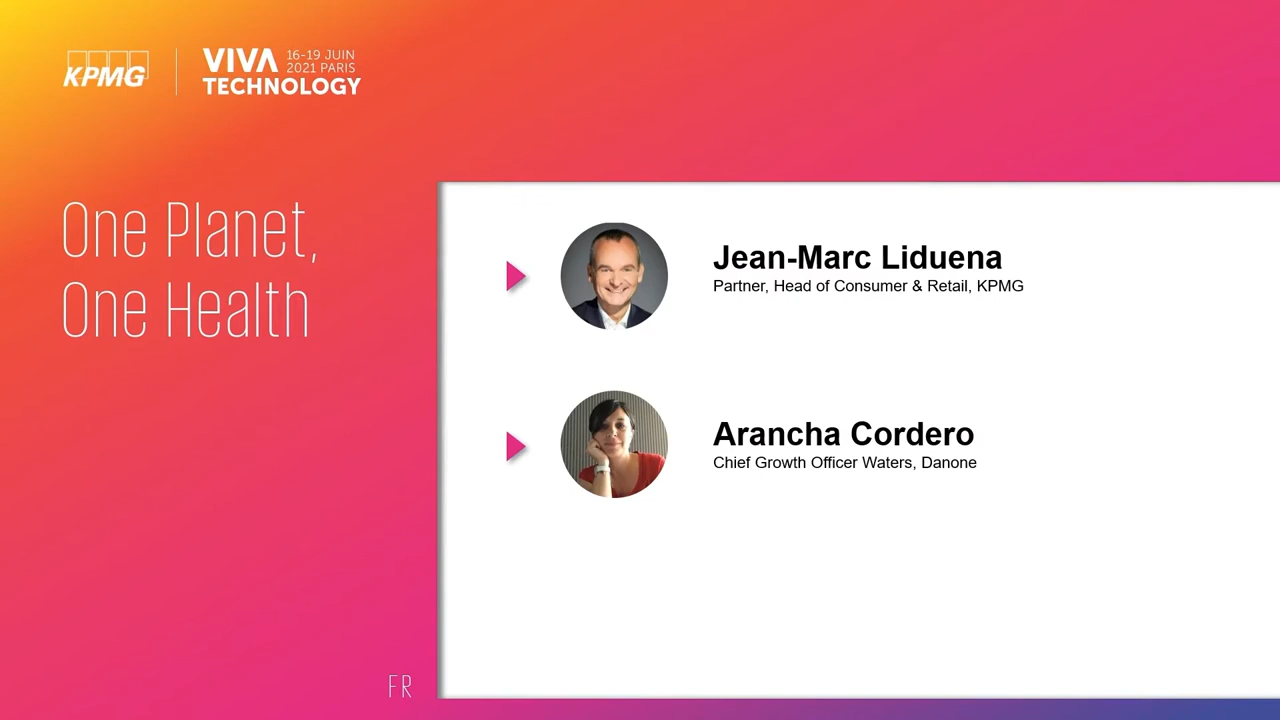 KPMG
VIVA
TECHNOLOGY
16-19 JUIN
2021 PARIS
One Planet,
One Health
Jean-Marc Liduena
Partner, Head of Consumer & Retail, KPMG
Arancha Cordero
Chief Growth Officer Waters, Danone
FR